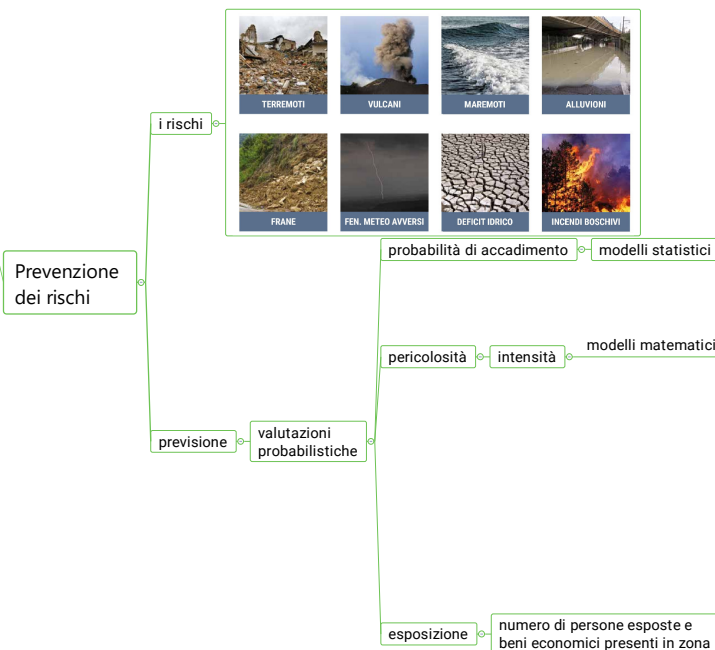 TERREMOTI
VULCANI
MAREMOTI
ALLUVIONI
i rischi
FRANE
FEN. METEO AVVERSI
DEFICIT IDRICO
INCENDI BOSCHIVI
Prevenzione
dei rischi
probabilità di accadimento
modelli statistici
pericolosità
intensità
modelli matematici
previsione
valutazioni
probabilistiche
esposizione
numero di persone esposte e
beni economici presenti in zona